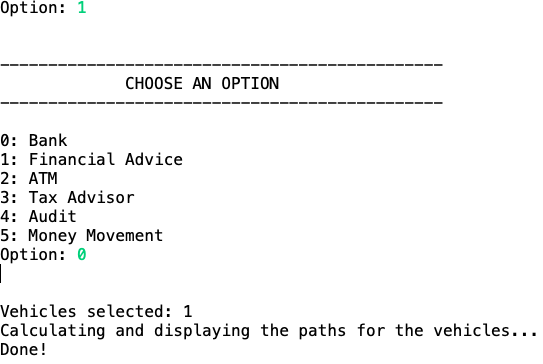 Option: 1
----------------------------------------------
CHOOSE AN OPTION
----------------------------------------------
0: Bank
1: Financial Advice
2: ATM
3: Tax Advisor
4: Audit
5: Money Movement
Option: 0
Vehicles selected: 1
Calculating and displaying the paths for the vehicles...
Done!